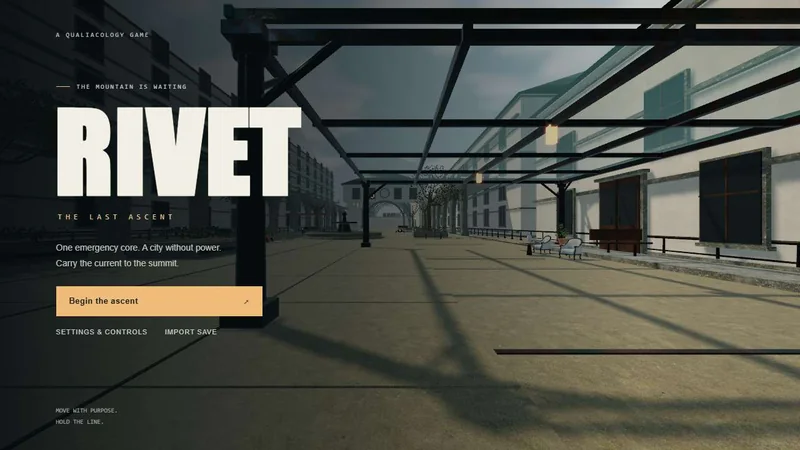 A QUALIACOLOGY GAME
THE MOUNTAIN IS WAITING
RIVET
THE LAST ASCENT
One emergency core. A city without power.
Carry the current to the summit.
Begin the ascent ↗
SETTINGS & CONTROLS IMPORT SAVE
MOVE WITH PURPOSE.
HOLD THE LINE.